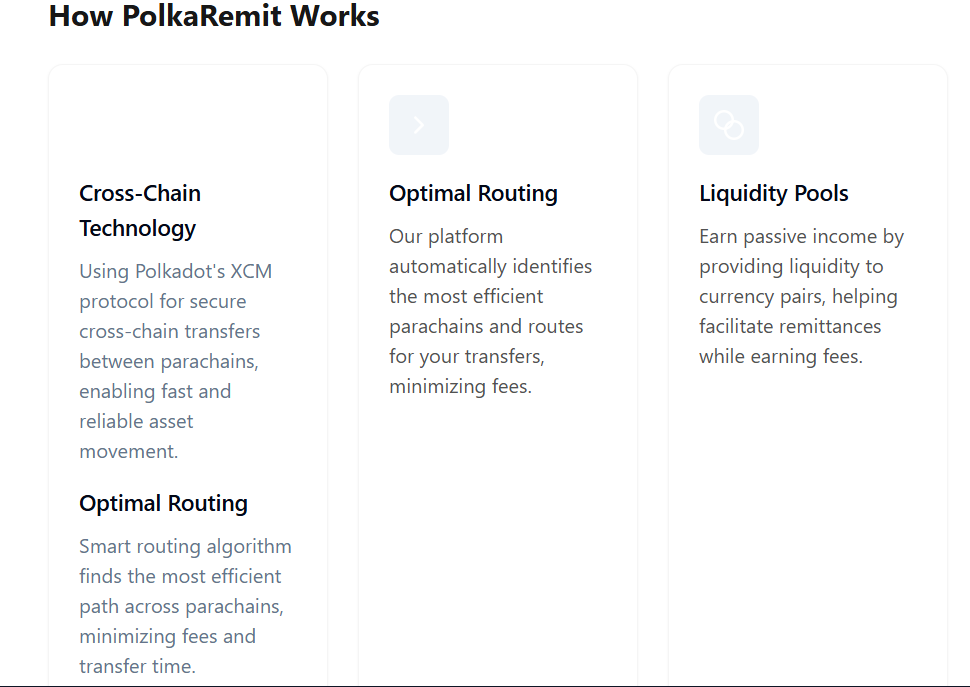 How PolkaRemit Works
Cross-Chain
Technology
Using Polkadot's XCM
protocol for secure
cross-chain transfers
between parachains,
enabling fast and
reliable asset
movement.
Optimal Routing
Smart routing algorithm
finds the most efficient
path across parachains,
minimizing fees and
transfer time.
Optimal Routing
Our platform
automatically identifies
the most efficient
parachains and routes
for your transfers,
minimizing fees.
Liquidity Pools
Earn passive income by
providing liquidity to
currency pairs, helping
facilitate remittances
while earning fees.